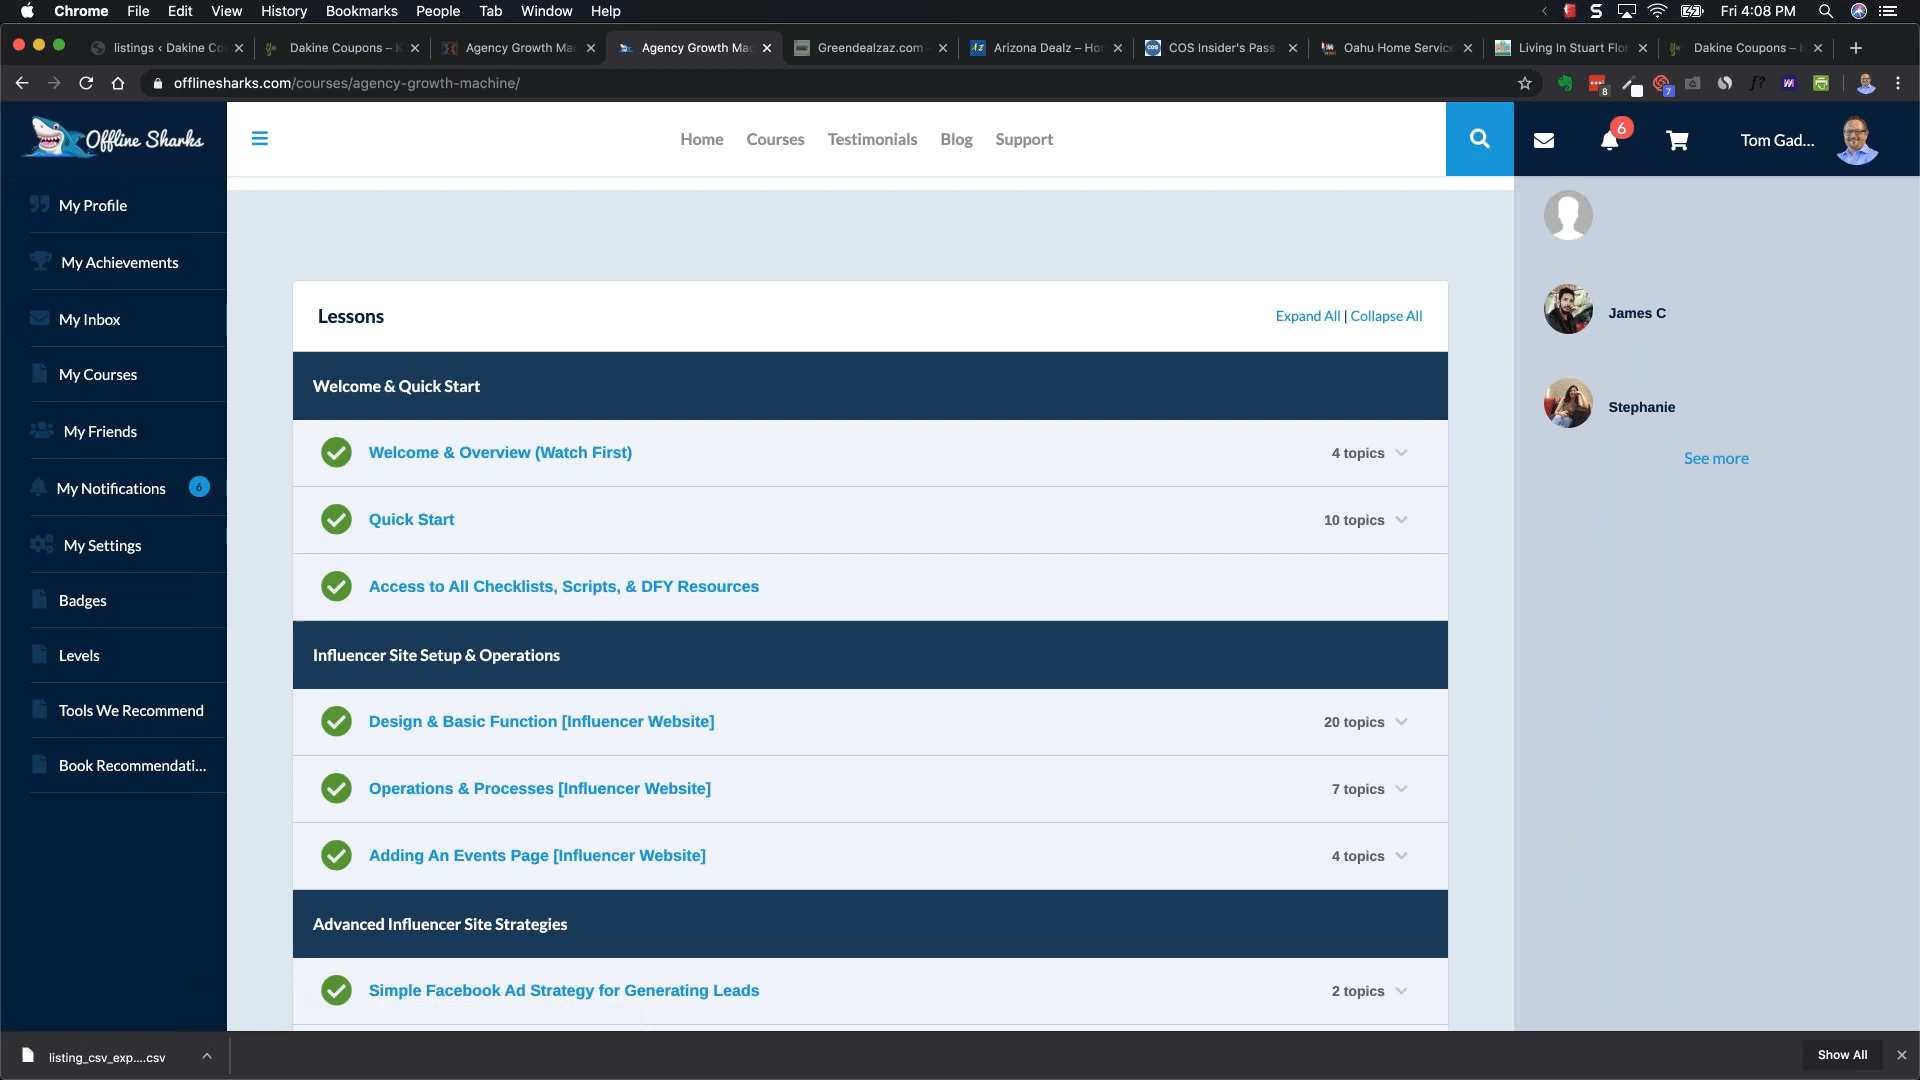 Chrome File Edit View History Bookmarks People Tab Window Help
Fri 4:08 PM
listings ‹ Dakine Co
Dakine Coupons –
Agency Growth Ma
Agency Growth Ma
Greendealzaz.com
Arizona Dealz – Ho
COS Insider's Pass
Oahu Home Service
Living In Stuart Flo
Dakine Coupons –
offlinesharks.com/courses/agency-growth-machine/
8
7
f?
Offline Sharks
Home Courses Testimonials Blog Support
6
Tom Gad...
My Profile
My Achievements
My Inbox
My Courses
My Friends
My Notifications 6
My Settings
Badges
Levels
Tools We Recommend
Book Recommendati...
Lessons
Expand All | Collapse All
Welcome & Quick Start
Welcome & Overview (Watch First) 4 topics
Quick Start 10 topics
Access to All Checklists, Scripts, & DFY Resources
Influencer Site Setup & Operations
Design & Basic Function [Influencer Website] 20 topics
Operations & Processes [Influencer Website] 7 topics
Adding An Events Page [Influencer Website] 4 topics
Advanced Influencer Site Strategies
Simple Facebook Ad Strategy for Generating Leads 2 topics
James C
Stephanie
See more
listing_csv_exp....csv
Show All